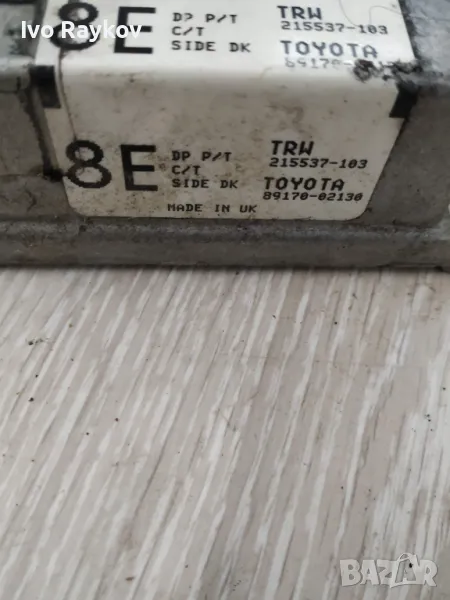 Ivo Raykov
8E DP P/T TRW
C/T 215537-103
SIDE DK TOYOTA
8E DP P/T TRW
C/T 215537-103
SIDE DK TOYOTA
89170-02130
MADE IN UK
BAZAR